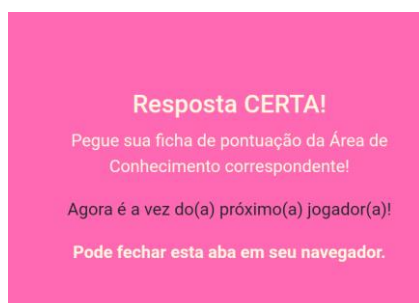 Resposta CERTA!
Pegue sua ficha de pontuação da Área de
Conhecimento correspondente!
Agora é a vez do(a) próximo(a) jogador(a)!
Pode fechar esta aba em seu navegador.